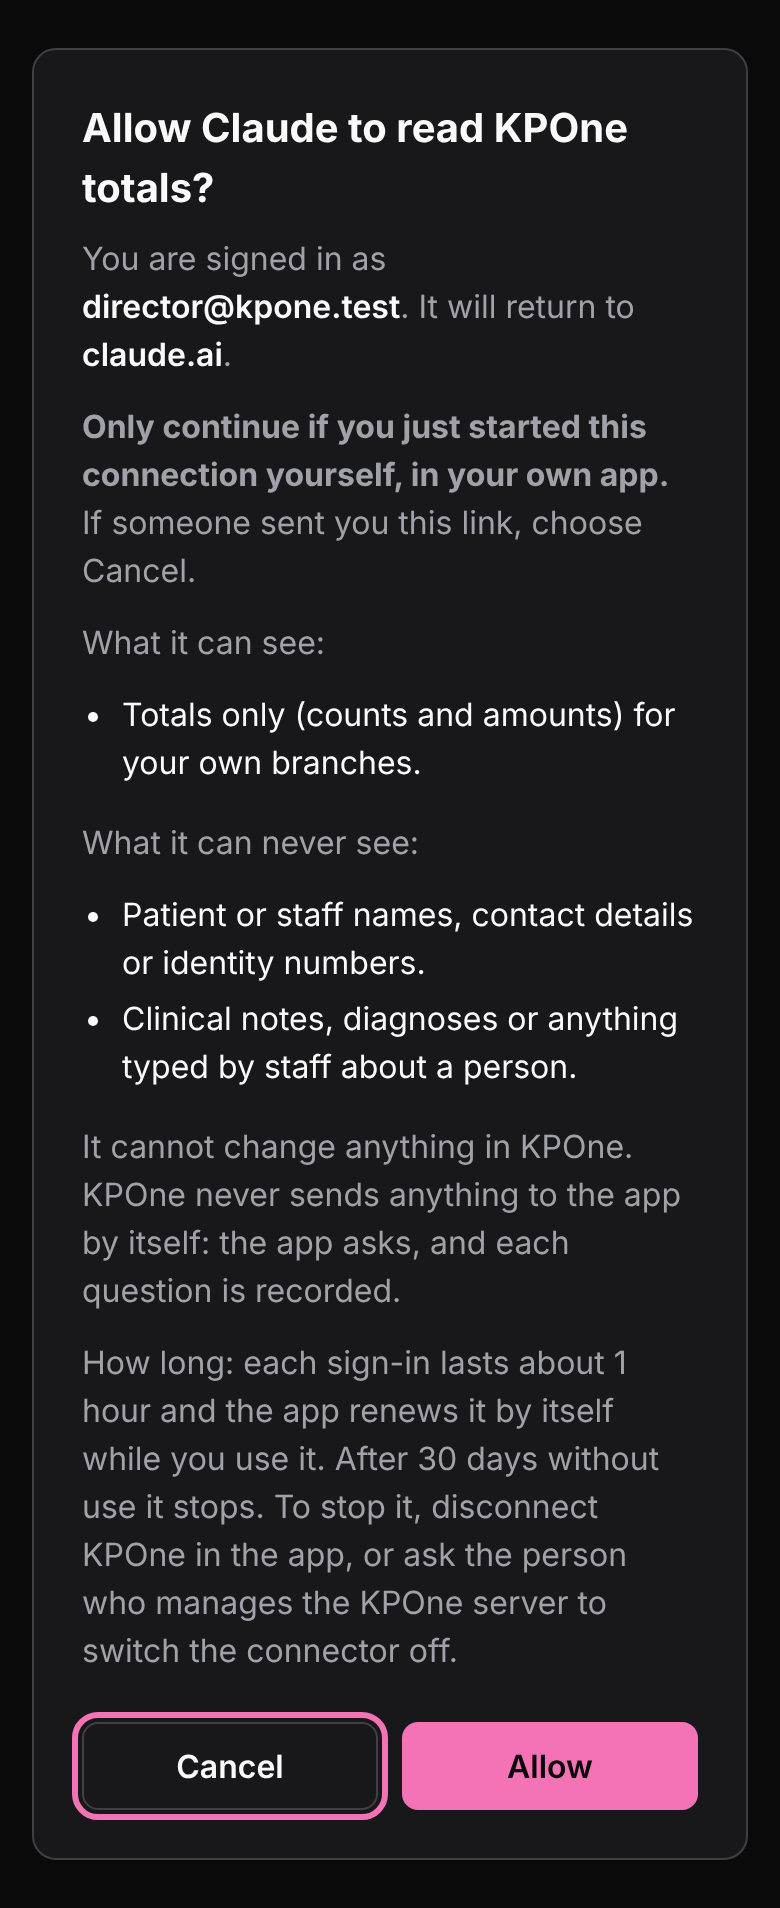 Allow Claude to read KPOne
totals?
You are signed in as
director@kpone.test. It will return to
claude.ai.
Only continue if you just started this
connection yourself, in your own app.
If someone sent you this link, choose
Cancel.
What it can see:
• Totals only (counts and amounts) for
your own branches.
What it can never see:
• Patient or staff names, contact details
or identity numbers.
• Clinical notes, diagnoses or anything
typed by staff about a person.
It cannot change anything in KPOne.
KPOne never sends anything to the app
by itself: the app asks, and each
question is recorded.
How long: each sign-in lasts about 1
hour and the app renews it by itself
while you use it. After 30 days without
use it stops. To stop it, disconnect
KPOne in the app, or ask the person
who manages the KPOne server to
switch the connector off.
Cancel
Allow